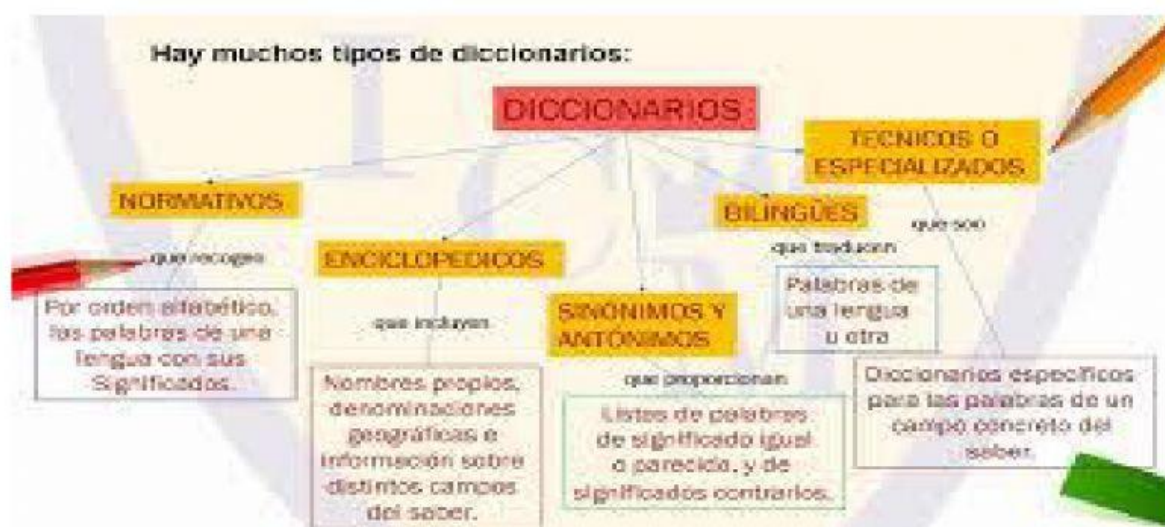 Hay muchos tipos de diccionarios:
DICCIONARIOS
NORMATIVOS
que recogen
Por orden alfabético,
las palabras de una
lengua con sus
Significados.
ENCICLOPEDICOS
que incluyen
Nombres propios,
denominaciones
geográficas e
información sobre
distintos campos
del saber.
SINÓNIMOS Y
ANTÓNIMOS
que proporcionan
Listas de palabras
de significado igual
o parecido, y de
significados contrarios.
BILINGÜES
que traducen
Palabras de
una lengua
u otra
TECNICOS O
ESPECIALIZADOS
que son
Diccionarios específicos
para las palabras de un
campo concreto del
saber.